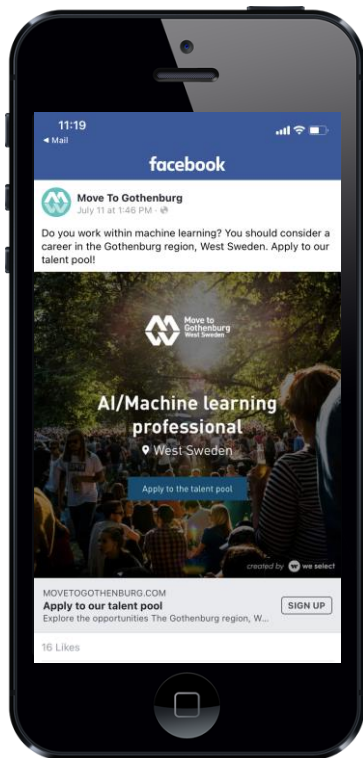 11:19
Mail
facebook
Move To Gothenburg
July 11 at 1:46 PM ·
Do you work within machine learning? You should consider a
career in the Gothenburg region, West Sweden. Apply to our
talent pool!
Move to
Gothenburg
West Sweden
AI/Machine learning
professional
West Sweden
Apply to the talent pool
created by we select
MOVETOGOTHENBURG.COM
Apply to our talent pool
Explore the opportunities The Gothenburg region, W...
SIGN UP
16 Likes